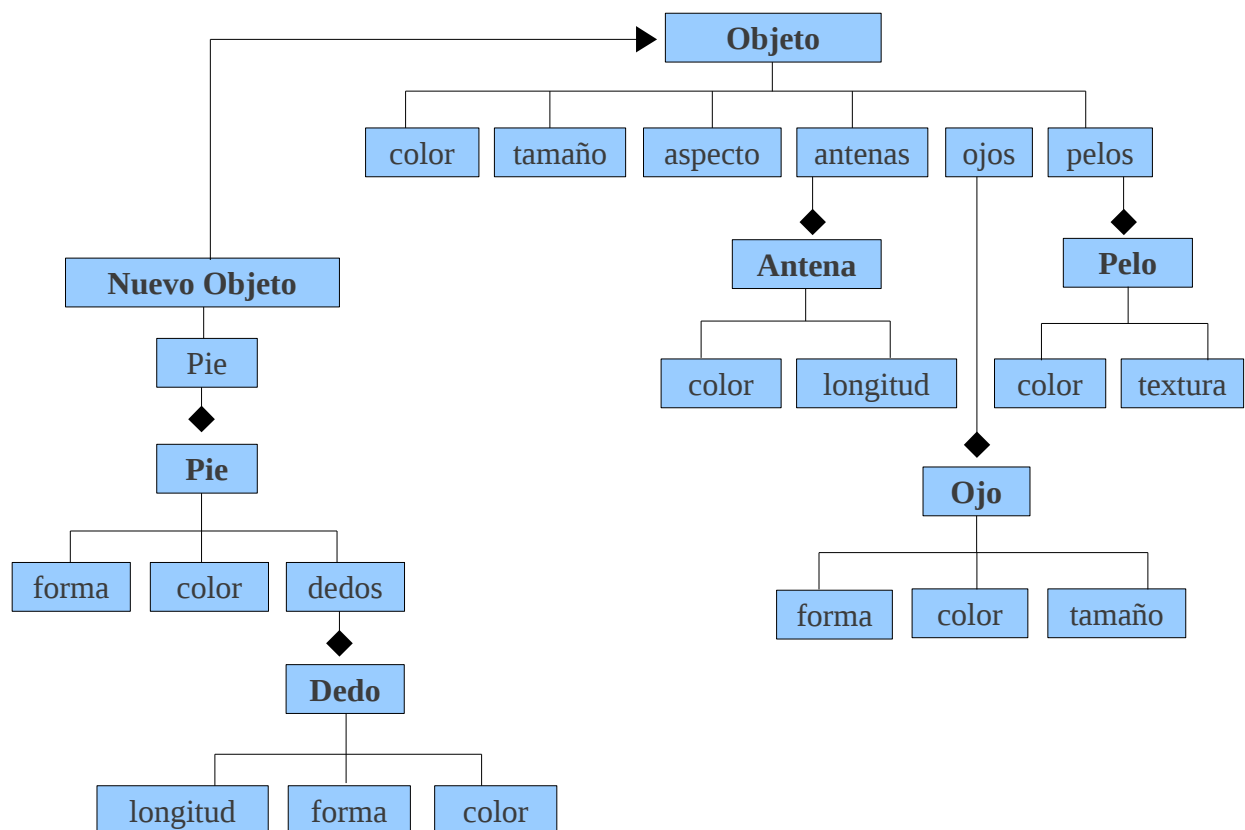 Objeto
color
tamaño
aspecto
antenas
ojos
pelos
Antena
Pelo
Nuevo Objeto
Pie
color
longitud
color
textura
Pie
Ojo
forma
color
dedos
forma
color
tamaño
Dedo
longitud
forma
color